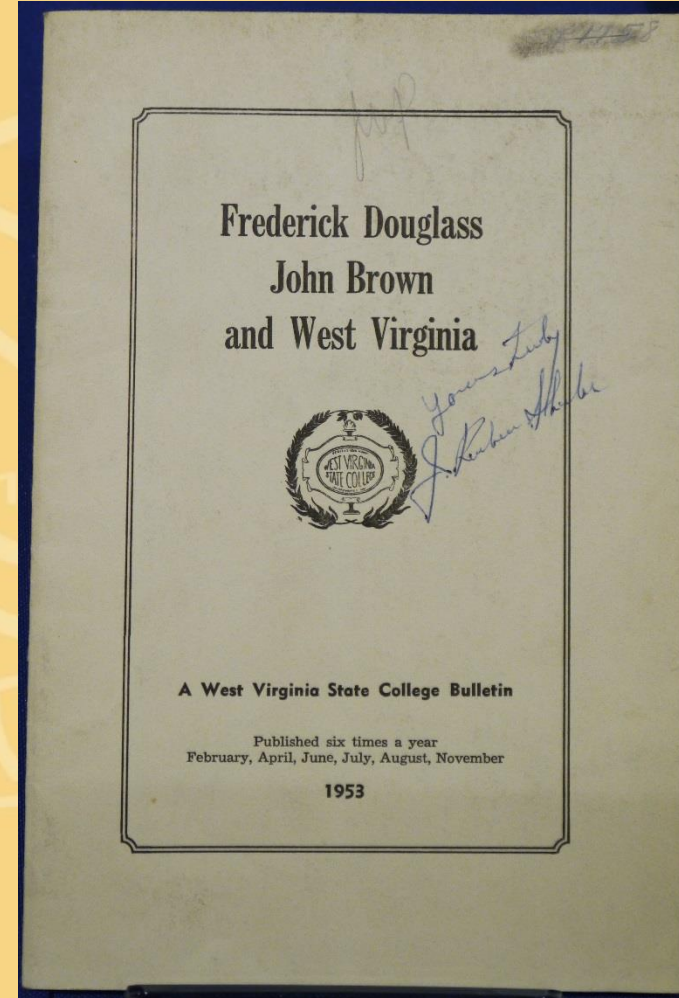 Frederick Douglass
John Brown
and West Virginia
Yours truly
J. Reuben Sheeler
WEST VIRGINIA
STATE COLLEGE
A West Virginia State College Bulletin
Published six times a year
February, April, June, July, August, November
1953